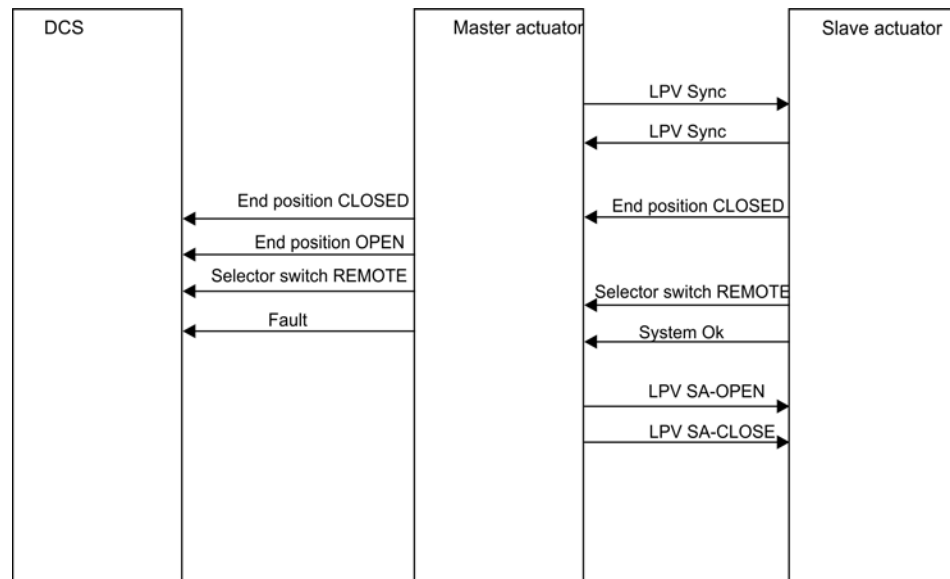 DCS
Master actuator
Slave actuator
LPV Sync
LPV Sync
End position CLOSED
End position CLOSED
End position OPEN
Selector switch REMOTE
Selector switch REMOTE
Fault
System Ok
LPV SA-OPEN
LPV SA-CLOSE